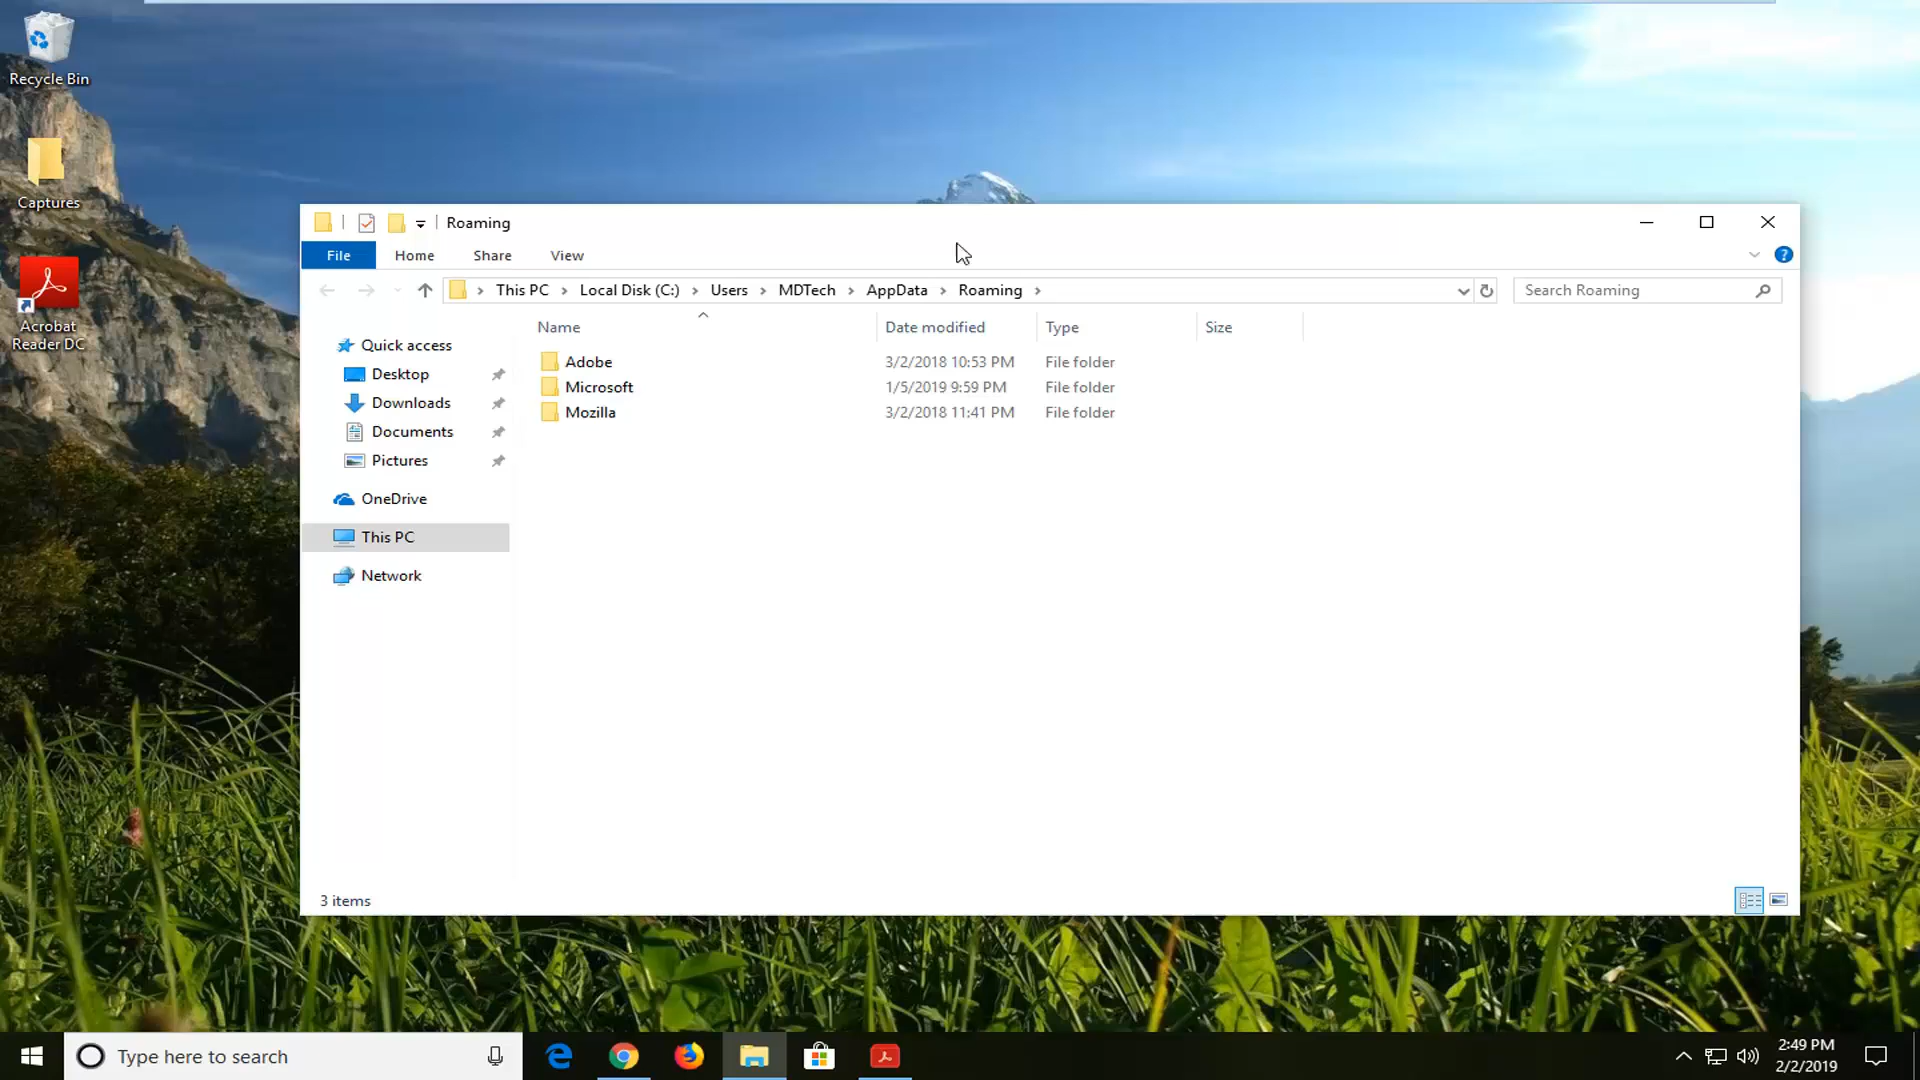 Recycle Bin
Captures
Acrobat
Reader DC
Roaming
File Home Share View
This PC Local Disk (C:) Users MDTech AppData Roaming
Search Roaming
Quick access
Desktop
Downloads
Documents
Pictures
OneDrive
This PC
Network
Name Date modified Type Size
Adobe 3/2/2018 10:53 PM File folder
Microsoft 1/5/2019 9:59 PM File folder
Mozilla 3/2/2018 11:41 PM File folder
3 items
Type here to search
2:49 PM
2/2/2019